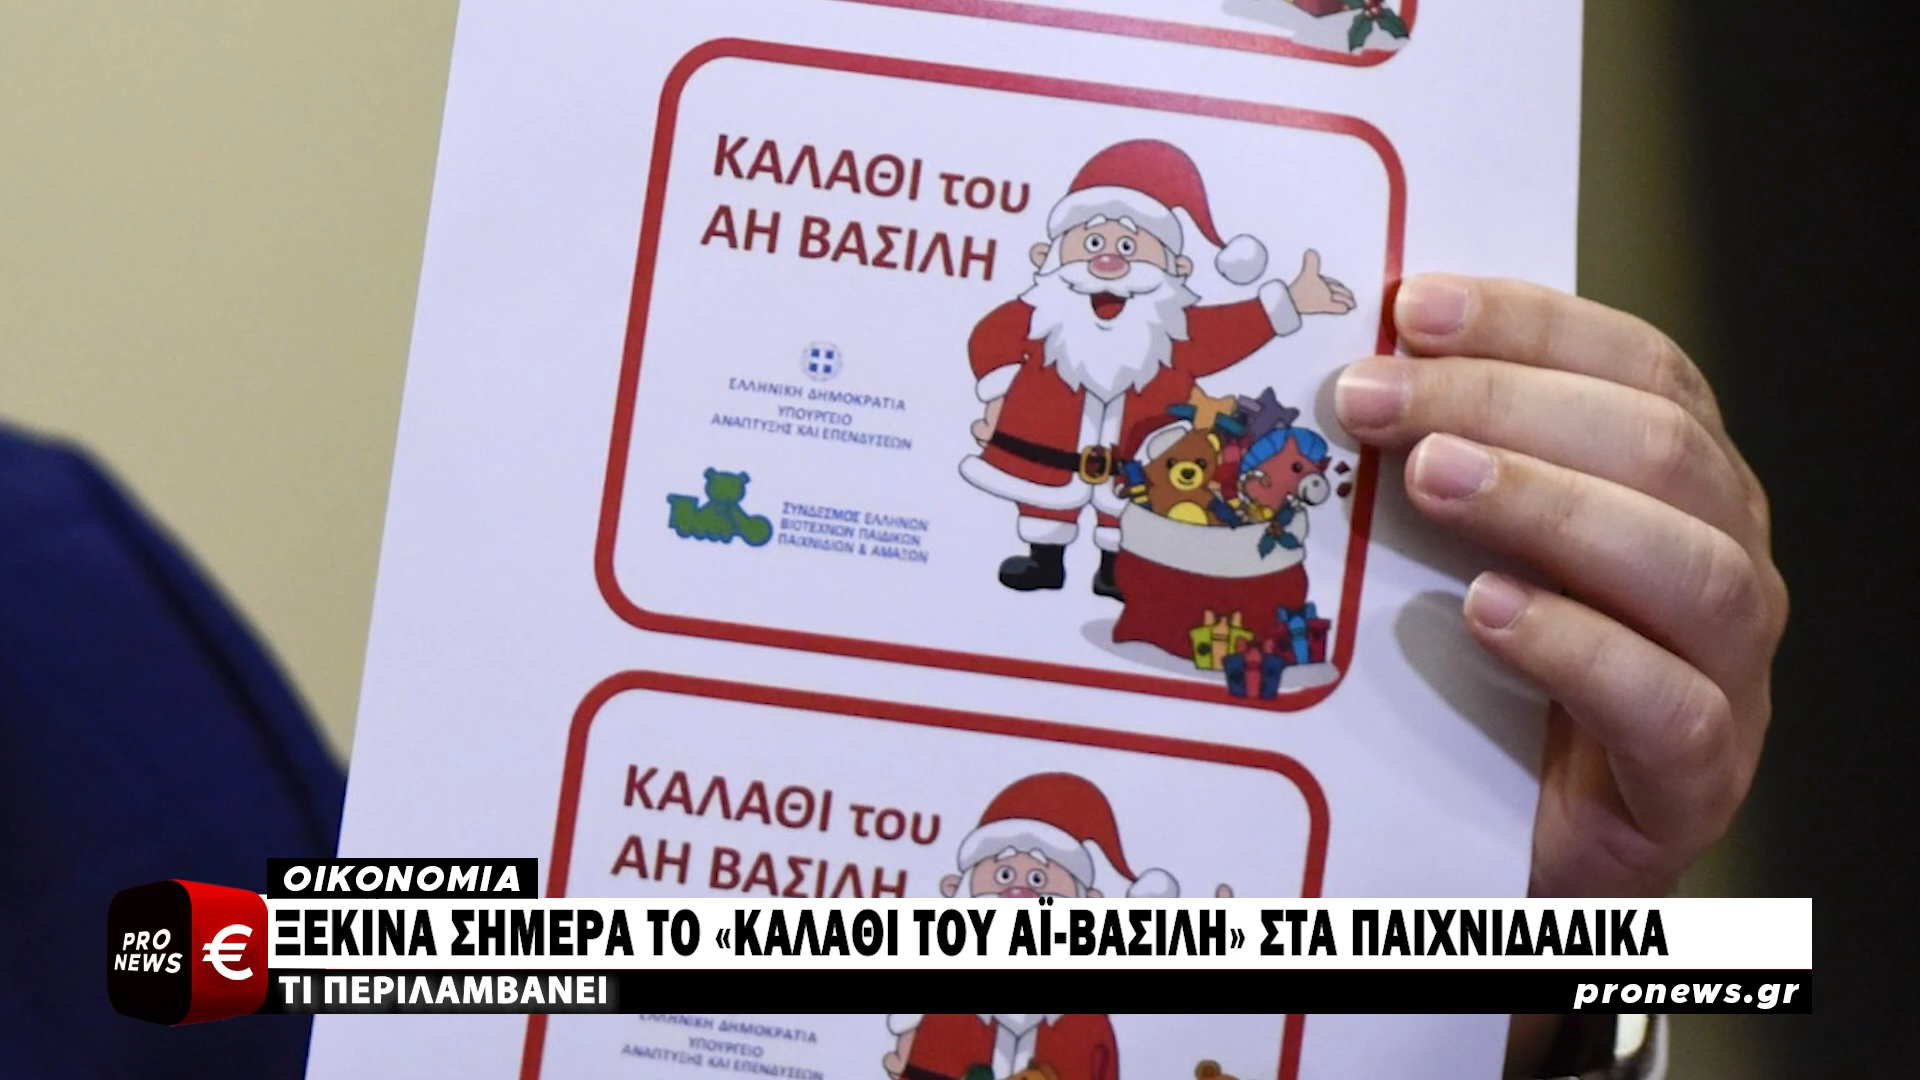 ΚΑΛΑΘΙ του
ΑΗ ΒΑΣΙΛΗ
ΕΛΛΗΝΙΚΗ ΔΗΜΟΚΡΑΤΙΑ
ΥΠΟΥΡΓΕΙΟ
ΑΝΑΠΤΥΞΗΣ ΚΑΙ ΕΠΕΝΔΥΣΕΩΝ
ΣΥΝΔΕΣΜΟΣ ΕΛΛΗΝΩΝ
ΒΙΟΤΕΧΝΩΝ ΠΑΙΔΙΚΩΝ
ΠΑΙΧΝΙΔΙΩΝ & ΑΜΑΞΩΝ
ΚΑΛΑΘΙ του
ΑΗ ΒΑΣΙΛΗ
ΟΙΚΟΝΟΜΙΑ
PRO
NEWS
€
ΞΕΚΙΝΑ ΣΗΜΕΡΑ ΤΟ «ΚΑΛΑΘΙ ΤΟΥ ΑΪ-ΒΑΣΙΛΗ» ΣΤΑ ΠΑΙΧΝΙΔΑΔΙΚΑ
ΤΙ ΠΕΡΙΛΑΜΒΑΝΕΙ
pronews.gr
ΕΛΛΗΝΙΚΗ ΔΗΜΟΚΡΑΤΙΑ
ΥΠΟΥΡΓΕΙΟ
ΑΝΑΠΤΥΞΗΣ ΚΑΙ ΕΠΕΝΔΥΣΕΩΝ